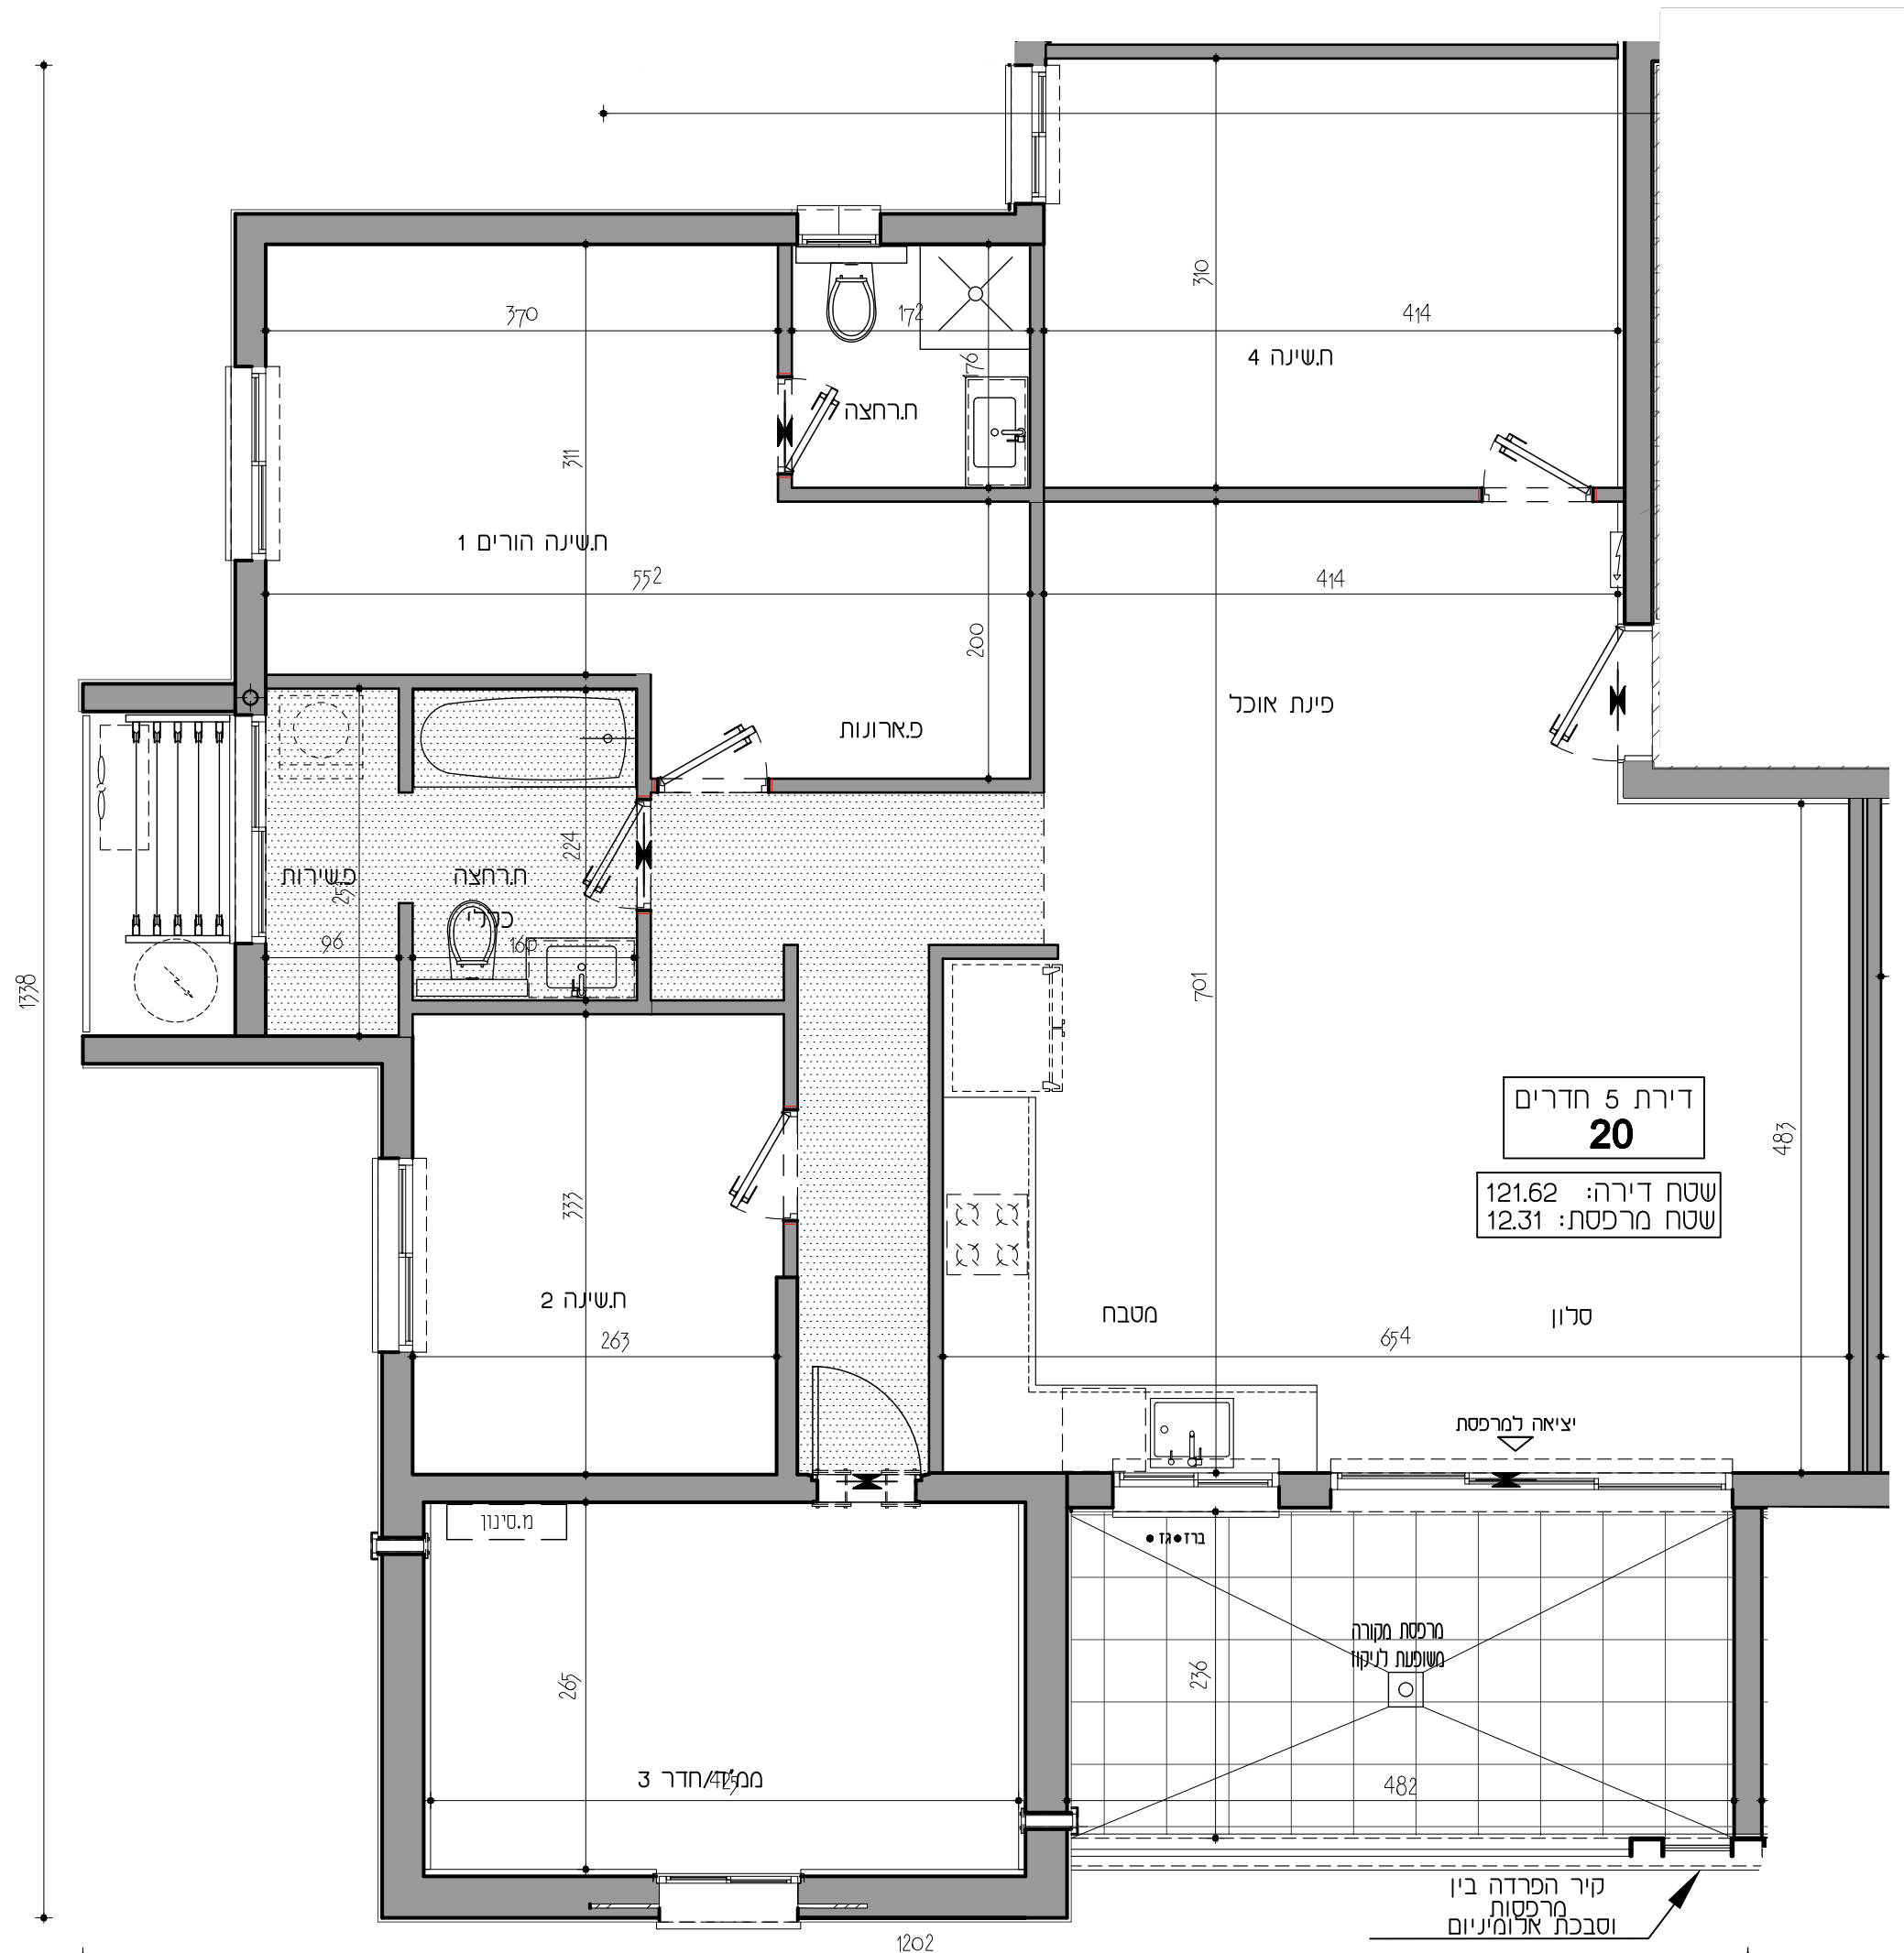 310
370
172
414
ח.שינה 4
176
ח.רחצה
311
ח.שינה הורים 1
552
414
200
פ.ארונות
פינת אוכל
224
פ.שירות
ח.רחצה
כללי
96
160
1338
701
דירת 5 חדרים
20
483
שטח דירה: 121.62
שטח מרפסת: 12.31
333
ח.שינה 2
263
מטבח
סלון
654
יציאה למרפסת
מ.סינון
ברז גז
מרפסת מקורה
משופעת לניקוז
265
236
ממ"ד/חדר 3
425
482
קיר הפרדה בין
מרפסות
וסבכת אלומיניום
1202